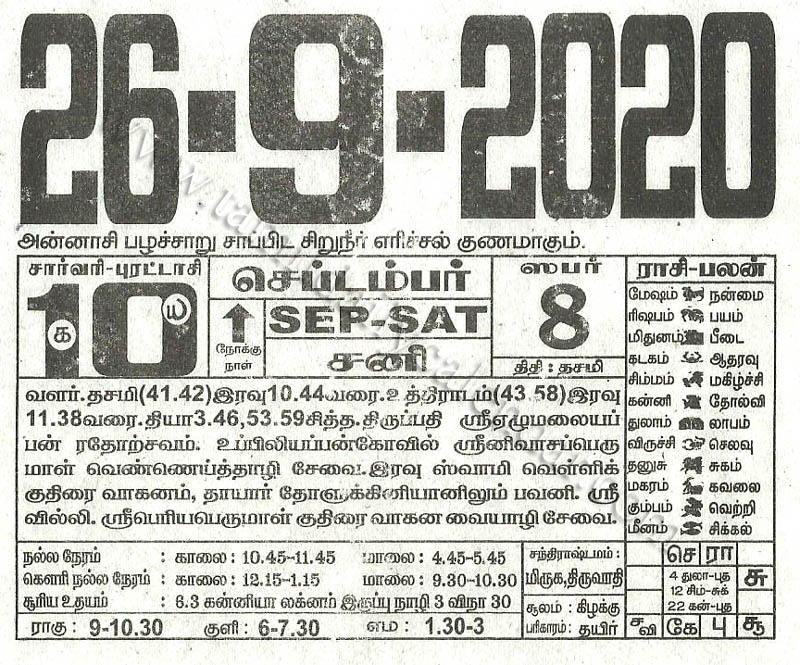 26-9-2020
அன்னாசி பழச்சாறு சாப்பிட சிறுநீர் எரிச்சல் குணமாகும்.
சார்வரி-புரட்டாசி
10
க
ய
செப்டம்பர்
நோக்கு
நாள்
SEP-SAT
சனி
ஸபர்
8
திதி : தசமி
வளர்.தசமி(41.42)இரவு10.44வரை.உத்திராடம்(43.58)இரவு
11.38வரை.தியா3.46,53.59சித்த.திருப்பதி ஸ்ரீஏழுமலையப்
பன் ரதோற்சவம். உப்பிலியப்பன்கோவில் ஸ்ரீனிவாசப்பெரு
மாள் வெண்ணெய்த்தாழி சேவை.இரவு ஸ்வாமி வெள்ளிக்
குதிரை வாகனம், தாயார் தோளுக்கினியானிலும் பவனி. ஸ்ரீ
வில்லி. ஸ்ரீபெரியபெருமாள் குதிரை வாகன வையாழி சேவை.
ராசி-பலன்
மேஷம் நன்மை
ரிஷபம் பயம்
மிதுனம் பீடை
கடகம் ஆதரவு
சிம்மம் மகிழ்ச்சி
கன்னி தோல்வி
துலாம் லாபம்
விருச்சி செலவு
தனுசு சுகம்
மகரம் கவலை
கும்பம் வெற்றி
மீனம் சிக்கல்
நல்ல நேரம் : காலை: 10.45-11.45 மாலை: 4.45-5.45
கௌரி நல்ல நேரம் : காலை: 12.15-1.15 மாலை: 9.30-10.30
சூரிய உதயம் : 6.3 கன்னியா லக்னம் இருப்பு நாழி 3 விநா 30
ராகு: 9-10.30 குளி: 6-7.30 எம: 1.30-3
சந்திராஷ்டமம்:
மிருக,திருவாதி
சூலம் : கிழக்கு
பரிகாரம்: தயிர்
செ ரா
4 துலா-புத
12 சிம்-சுக்
22 கன்-புத
சு
சவி கே பு சூ